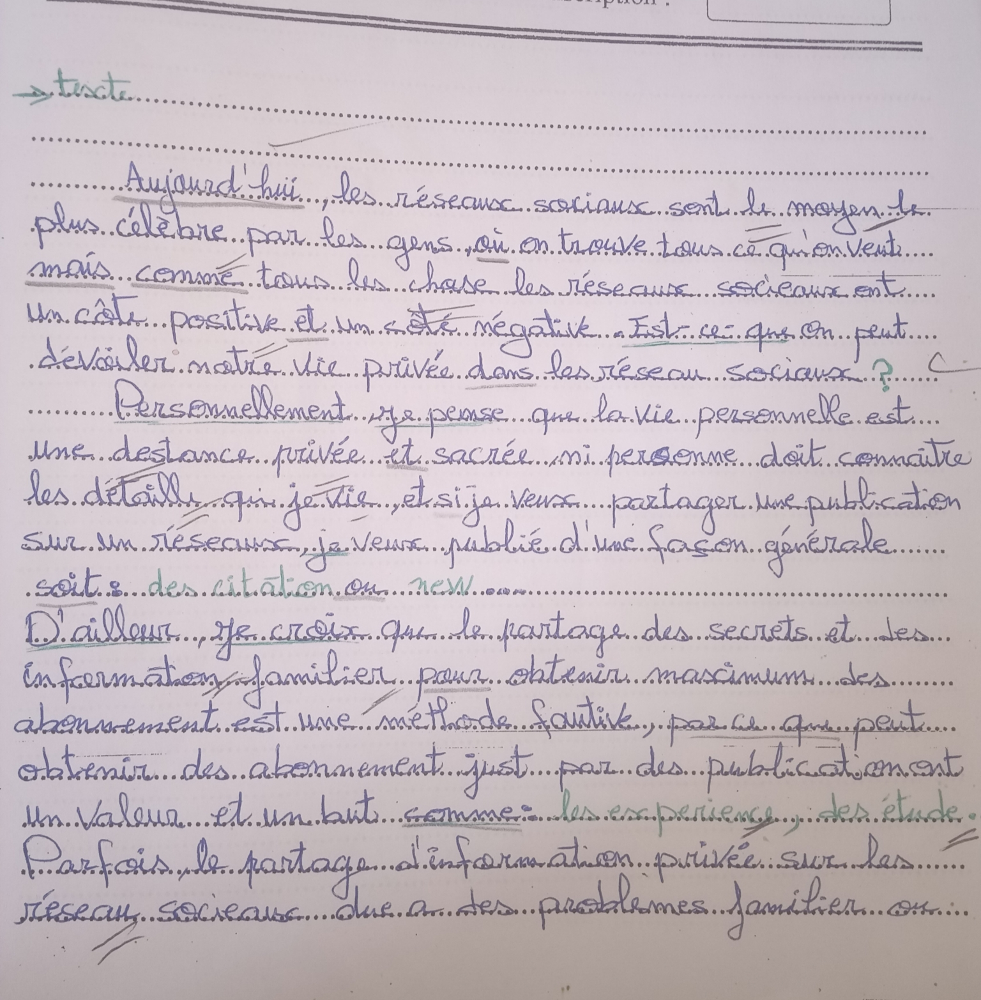 → texte
Aujourd'hui, les réseaux sociaux sont le moyen le
plus célèbre par les gens, où on trouve tous ce qu'on veut
mais comme tous les chose les réseaux socieaux ont
un côte positive et un côté négative. Est-ce-que on peut
dévoiler notre vie privée dans les réseau sociaux ?
Personnellement, je pense que la vie personnelle est
une destance privée et sacrée, ni personne doit connaître
les détaille qui je vie, et si je veux partager une publication
sur un réseaux, je veux publié d'une façon générale
soit : des citation ou new ....
D'ailleur, je croix que le partage des secrets et des
information familier pour obtenir maximum des
abonnement est une méthode fautive, par ce que peut
obtenir des abonnement just par des publication ont
un valeur et un but comme : les experience, des étude.
Parfois, le partage d'information privée sur les
réseau socieaux due a des problèmes familier ou